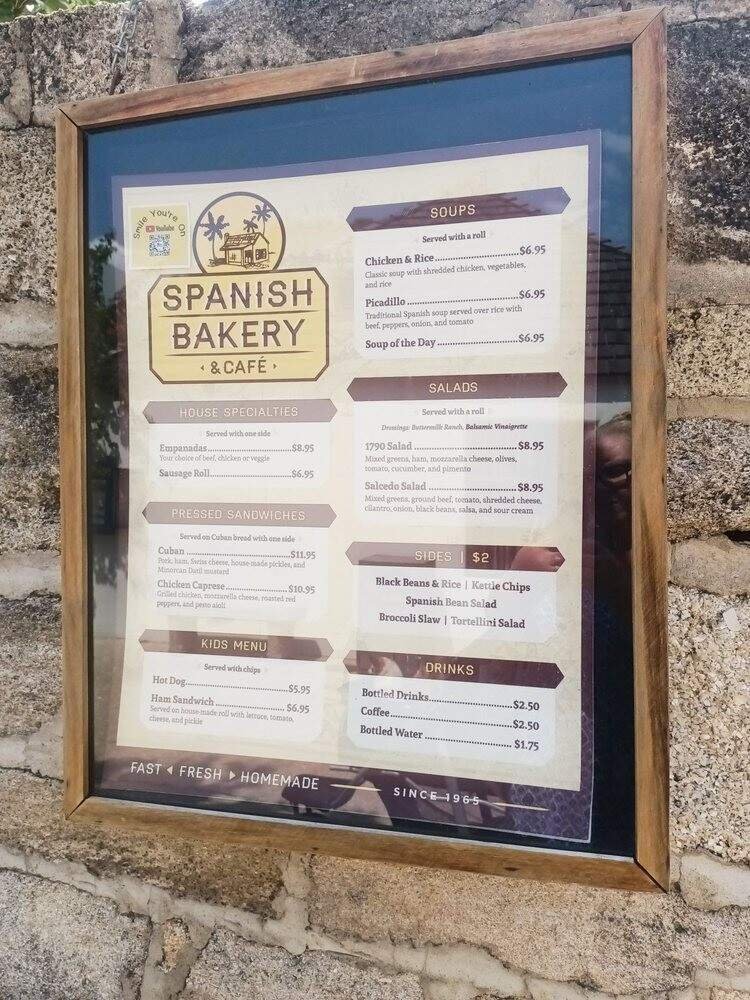 Smile You're On
YouTube
SPANISH
BAKERY
& CAFÉ
HOUSE SPECIALTIES
Served with one side
Empanadas $8.95
Your choice of beef, chicken or veggie
Sausage Roll $6.95
PRESSED SANDWICHES
Served on Cuban bread with one side
Cuban $11.95
Pork, ham, Swiss cheese, house-made pickles, and
Minorcan Datil mustard
Chicken Caprese $10.95
Grilled chicken, mozzarella cheese, roasted red
peppers, and pesto aioli
KIDS MENU
Served with chips
Hot Dog $5.95
Ham Sandwich $6.95
Served on house-made roll with lettuce, tomato,
cheese, and pickle
SOUPS
Served with a roll
Chicken & Rice $6.95
Classic soup with shredded chicken, vegetables,
and rice
Picadillo $6.95
Traditional Spanish soup served over rice with
beef, peppers, onion, and tomato
Soup of the Day $6.95
SALADS
Served with a roll
Dressings: Buttermilk Ranch, Balsamic Vinaigrette
1790 Salad $8.95
Mixed greens, ham, mozzarella cheese, olives,
tomato, cucumber, and pimento
Salcedo Salad $8.95
Mixed greens, ground beef, tomato, shredded cheese,
cilantro, onion, black beans, salsa, and sour cream
SIDES | $2
Black Beans & Rice | Kettle Chips
Spanish Bean Salad
Broccoli Slaw | Tortellini Salad
DRINKS
Bottled Drinks $2.50
Coffee $2.50
Bottled Water $1.75
FAST FRESH HOMEMADE
SINCE 1965